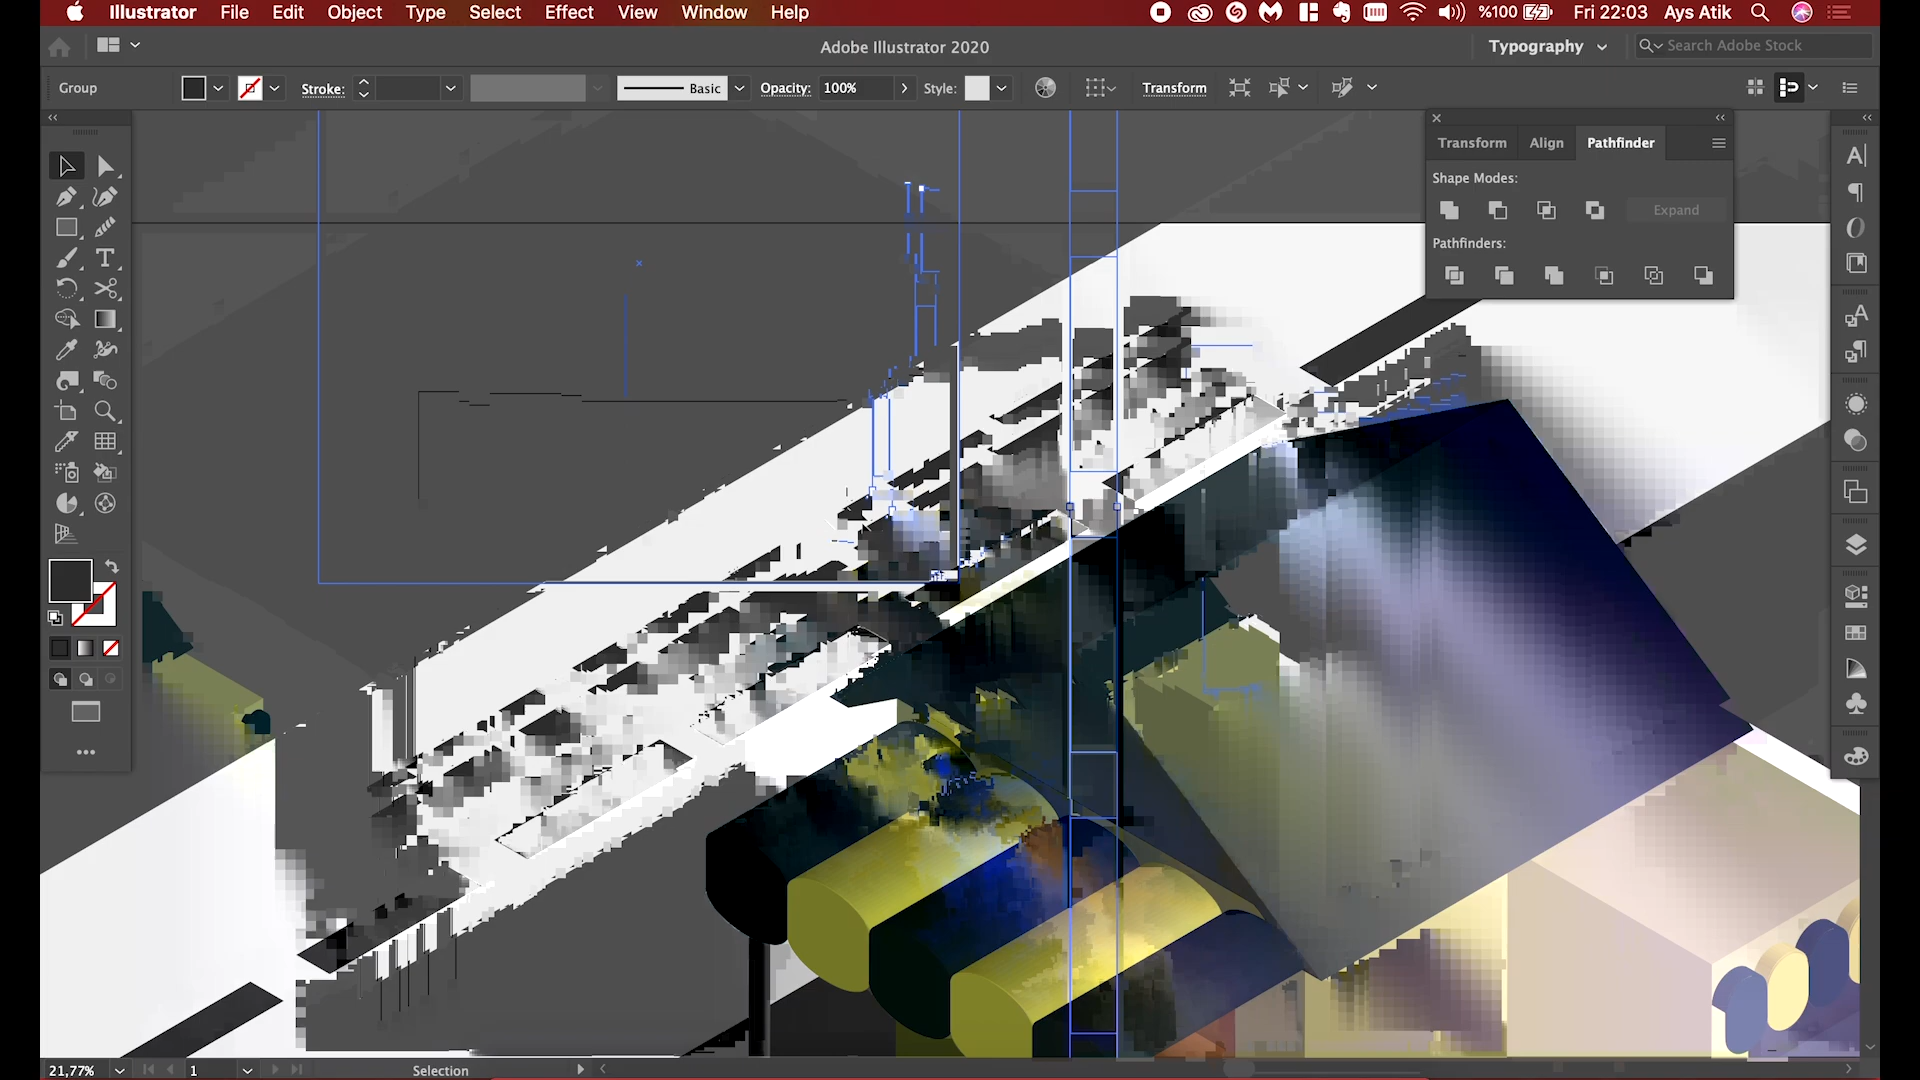 Illustrator File Edit Object Type Select Effect View Window Help %100 Fri 22:03 Ays Atik
Adobe Illustrator 2020
Typography
Search Adobe Stock
Group
Stroke:
Basic
Opacity: 100%
Style:
Transform
Transform Align Pathfinder
Shape Modes:
Expand
Pathfinders:
21,77% 1 Selection